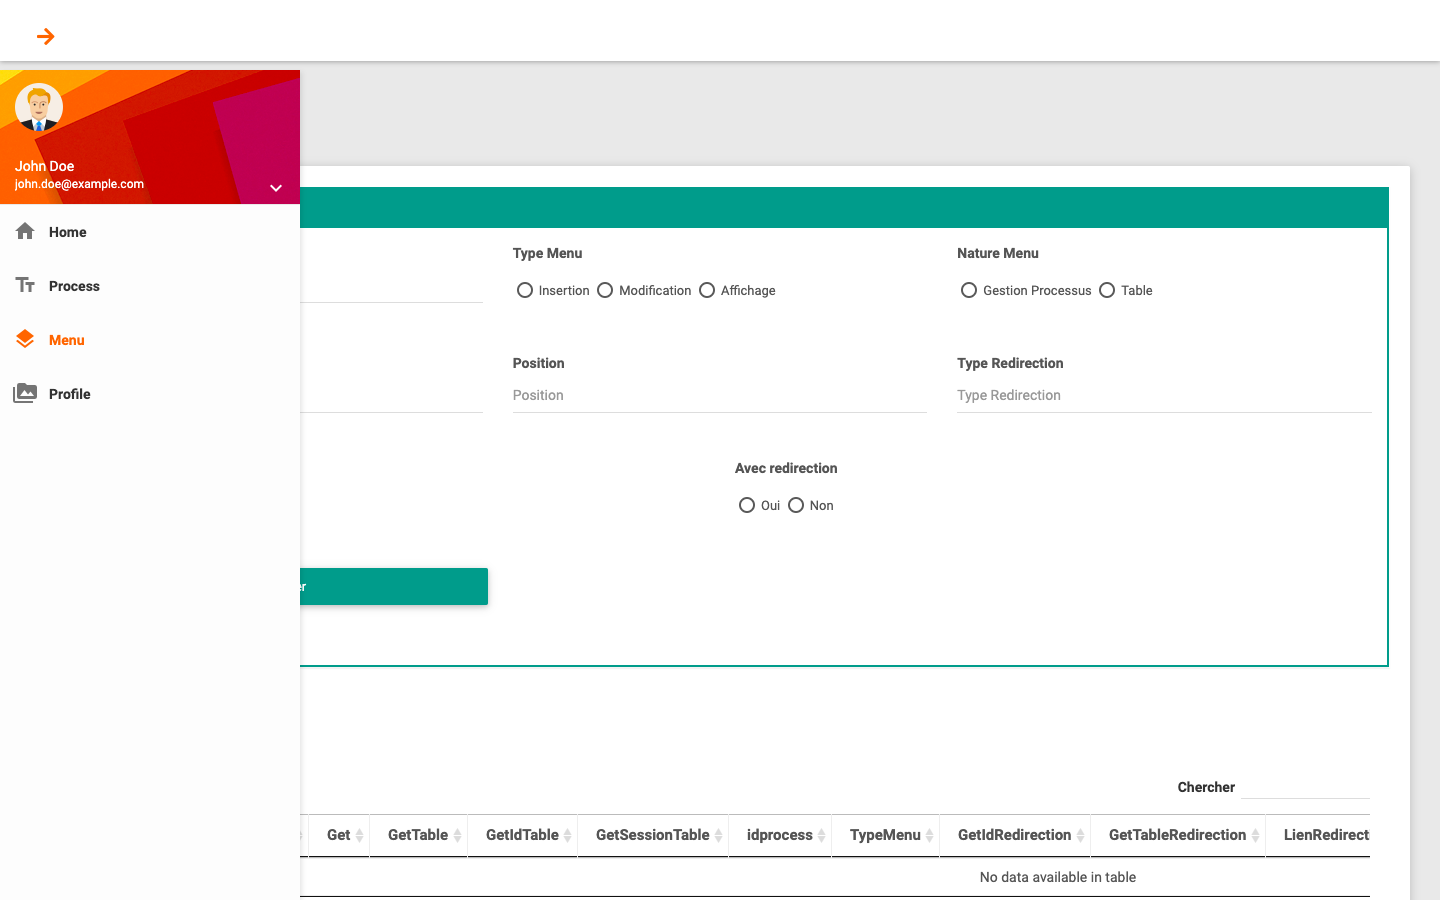 John Doe
john.doe@example.com
Home
Process
Menu
Profile
Type Menu
Insertion
Modification
Affichage
Nature Menu
Gestion Processus
Table
Position
Position
Type Redirection
Type Redirection
Avec redirection
Oui
Non
Chercher
Get
GetTable
GetIdTable
GetSessionTable
idprocess
TypeMenu
GetIdRedirection
GetTableRedirection
LienRedirect
No data available in table